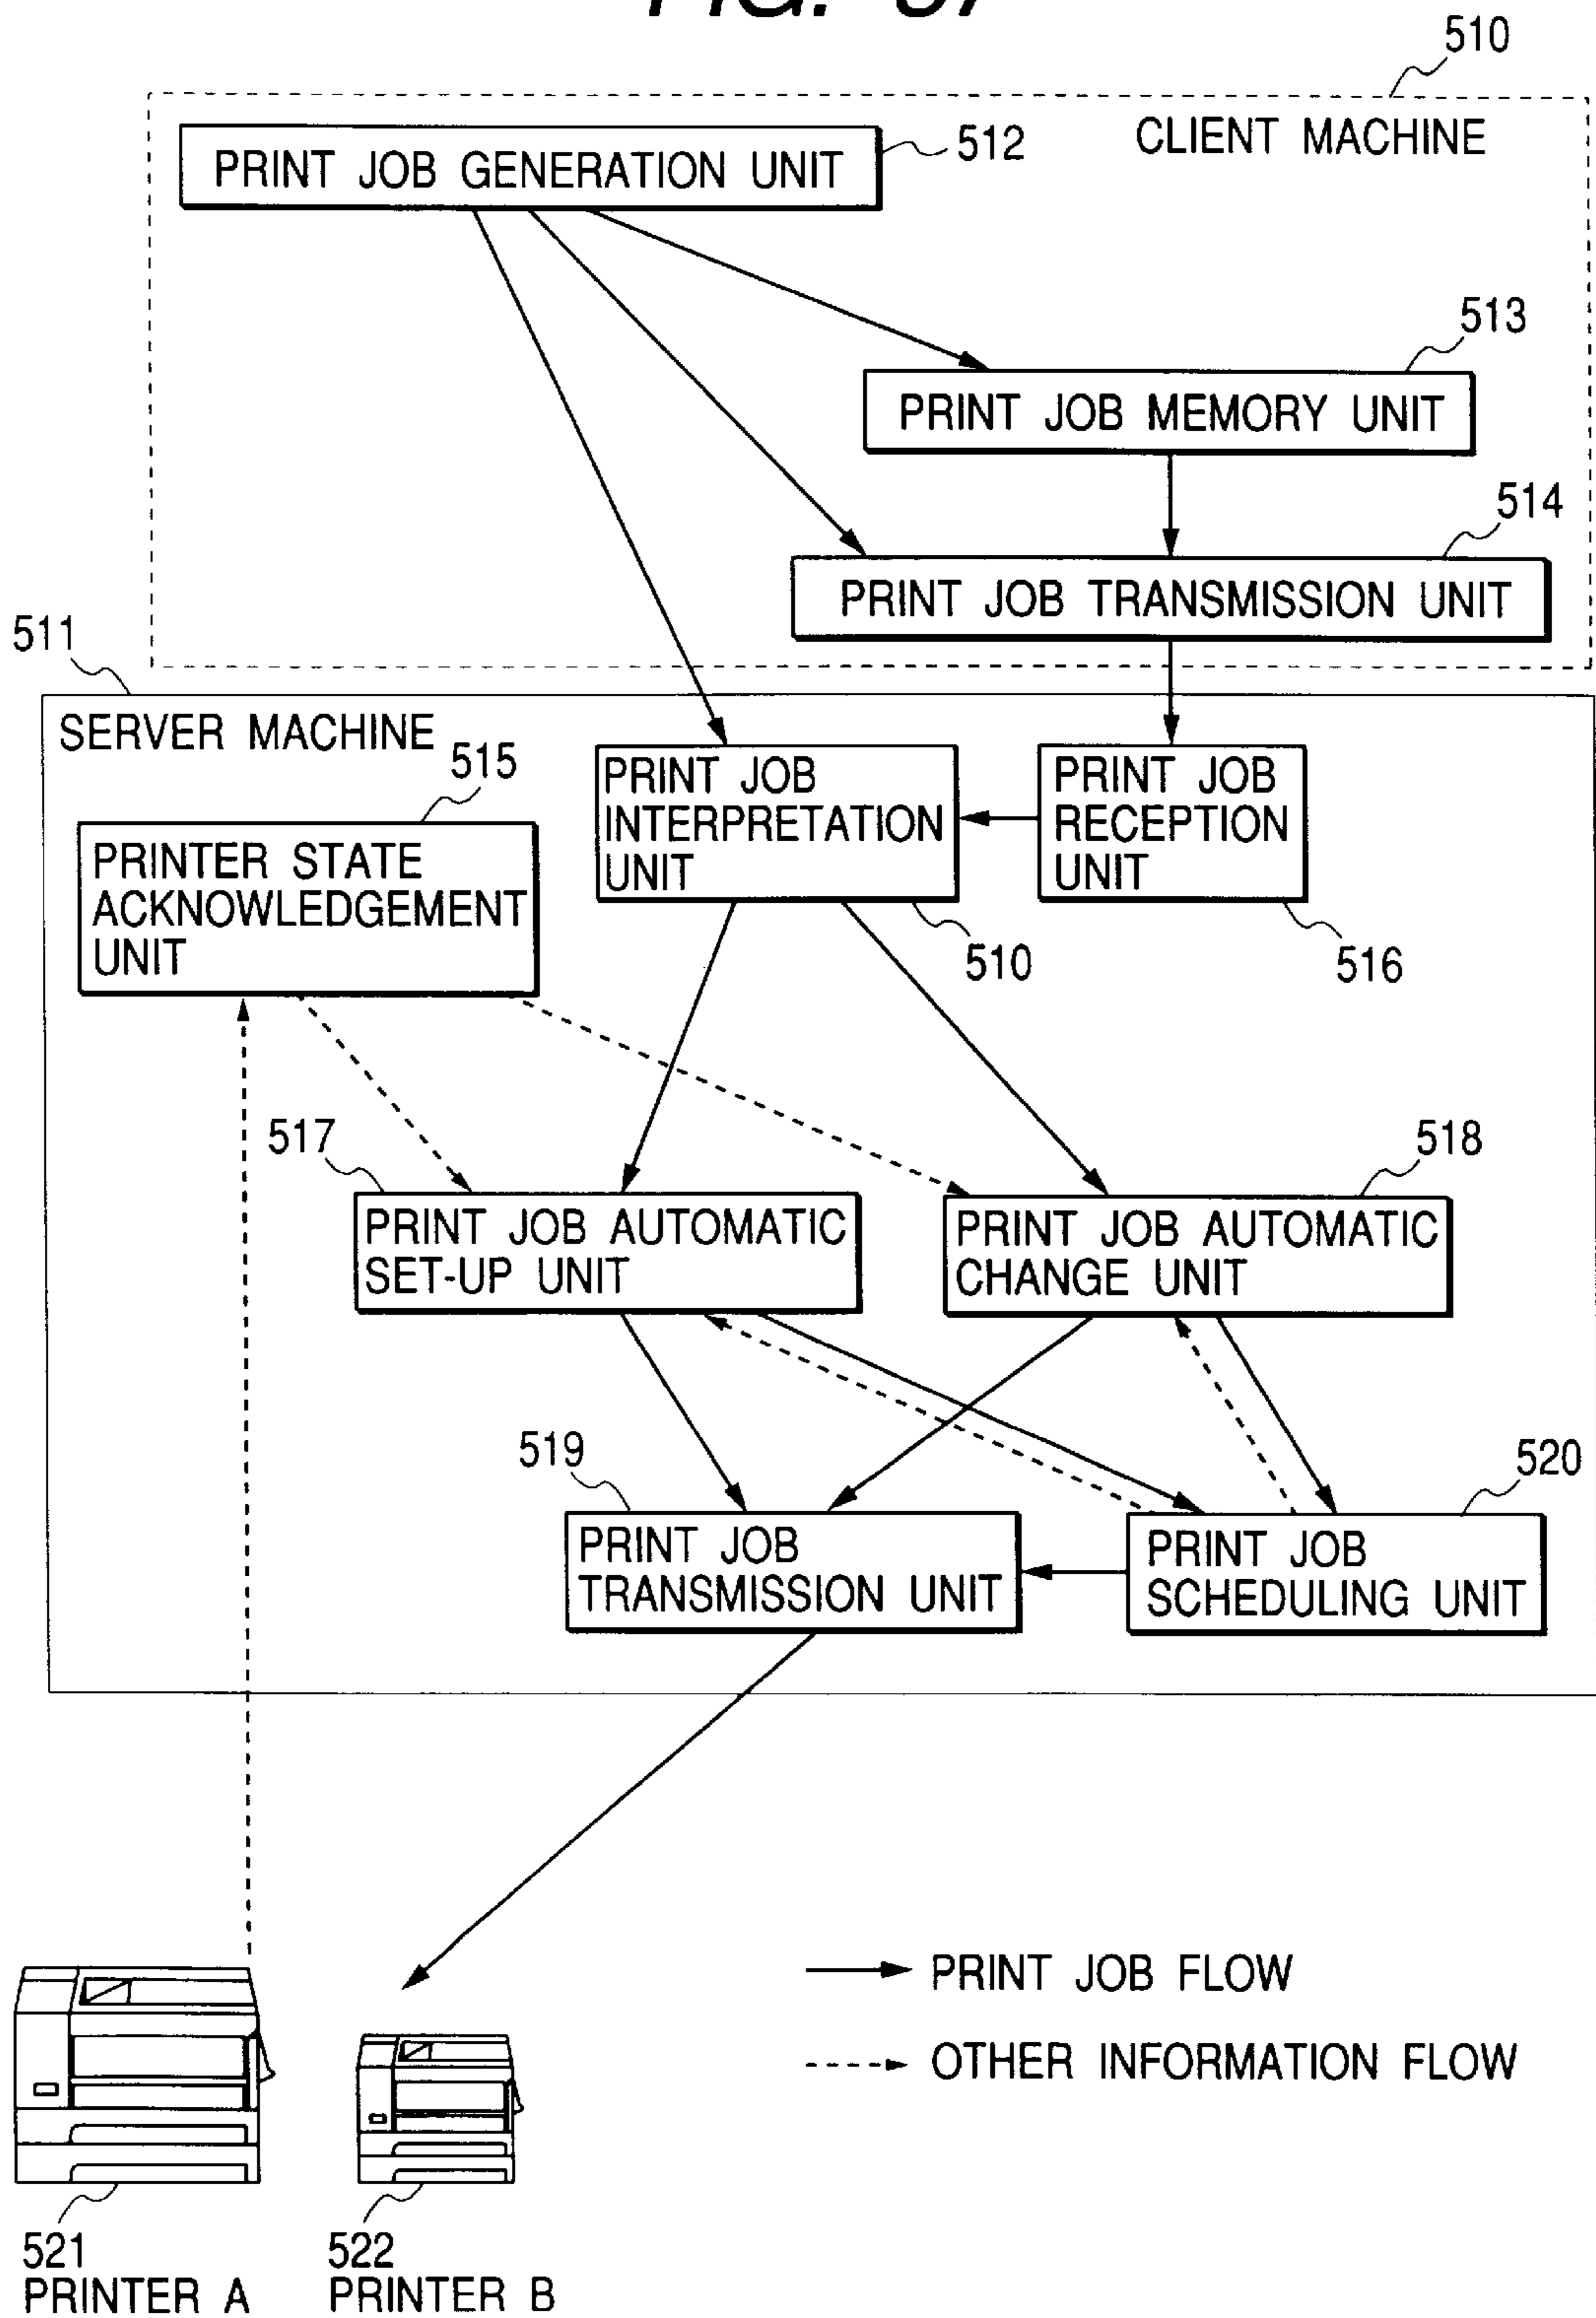 510
CLIENT MACHINE
PRINT JOB GENERATION UNIT
512
513
PRINT JOB MEMORY UNIT
514
PRINT JOB TRANSMISSION UNIT
511
SERVER MACHINE
515
PRINTER STATE
ACKNOWLEDGEMENT
UNIT
PRINT JOB
INTERPRETATION
UNIT
510
PRINT JOB
RECEPTION
UNIT
516
517
PRINT JOB AUTOMATIC
SET-UP UNIT
518
PRINT JOB AUTOMATIC
CHANGE UNIT
519
PRINT JOB
TRANSMISSION UNIT
520
PRINT JOB
SCHEDULING UNIT
PRINT JOB FLOW
OTHER INFORMATION FLOW
521
PRINTER A
522
PRINTER B